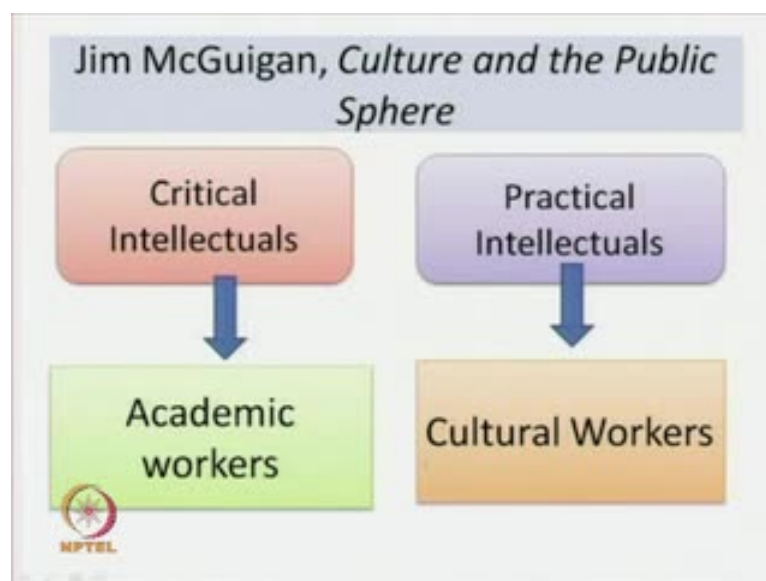 Jim McGuigan, Culture and the Public
Sphere
Critical
Intellectuals
Practical
Intellectuals
Academic
workers
Cultural Workers
NPTEL